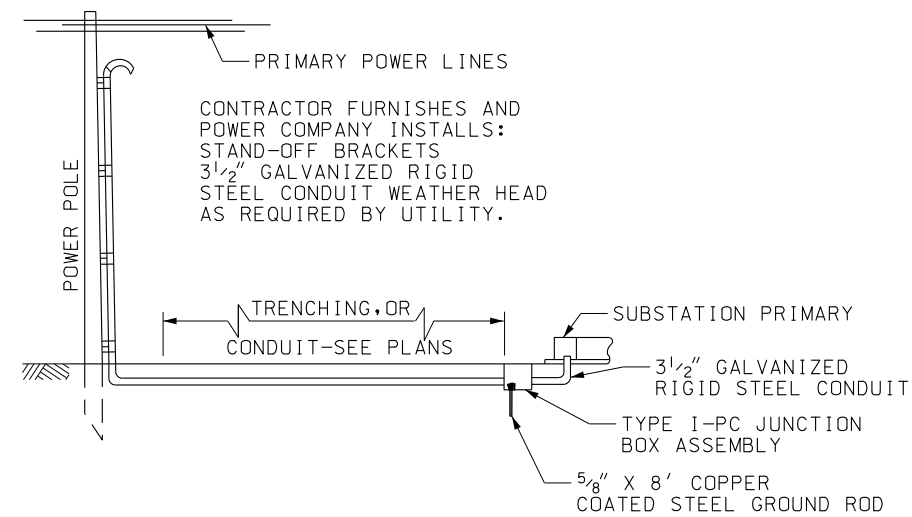 PRIMARY POWER LINES
CONTRACTOR FURNISHES AND
POWER COMPANY INSTALLS:
STAND-OFF BRACKETS
3 1/2" GALVANIZED RIGID
STEEL CONDUIT WEATHER HEAD
AS REQUIRED BY UTILITY.
POWER POLE
TRENCHING, OR
CONDUIT-SEE PLANS
SUBSTATION PRIMARY
3 1/2" GALVANIZED
RIGID STEEL CONDUIT
TYPE I-PC JUNCTION
BOX ASSEMBLY
5/8" X 8' COPPER
COATED STEEL GROUND ROD